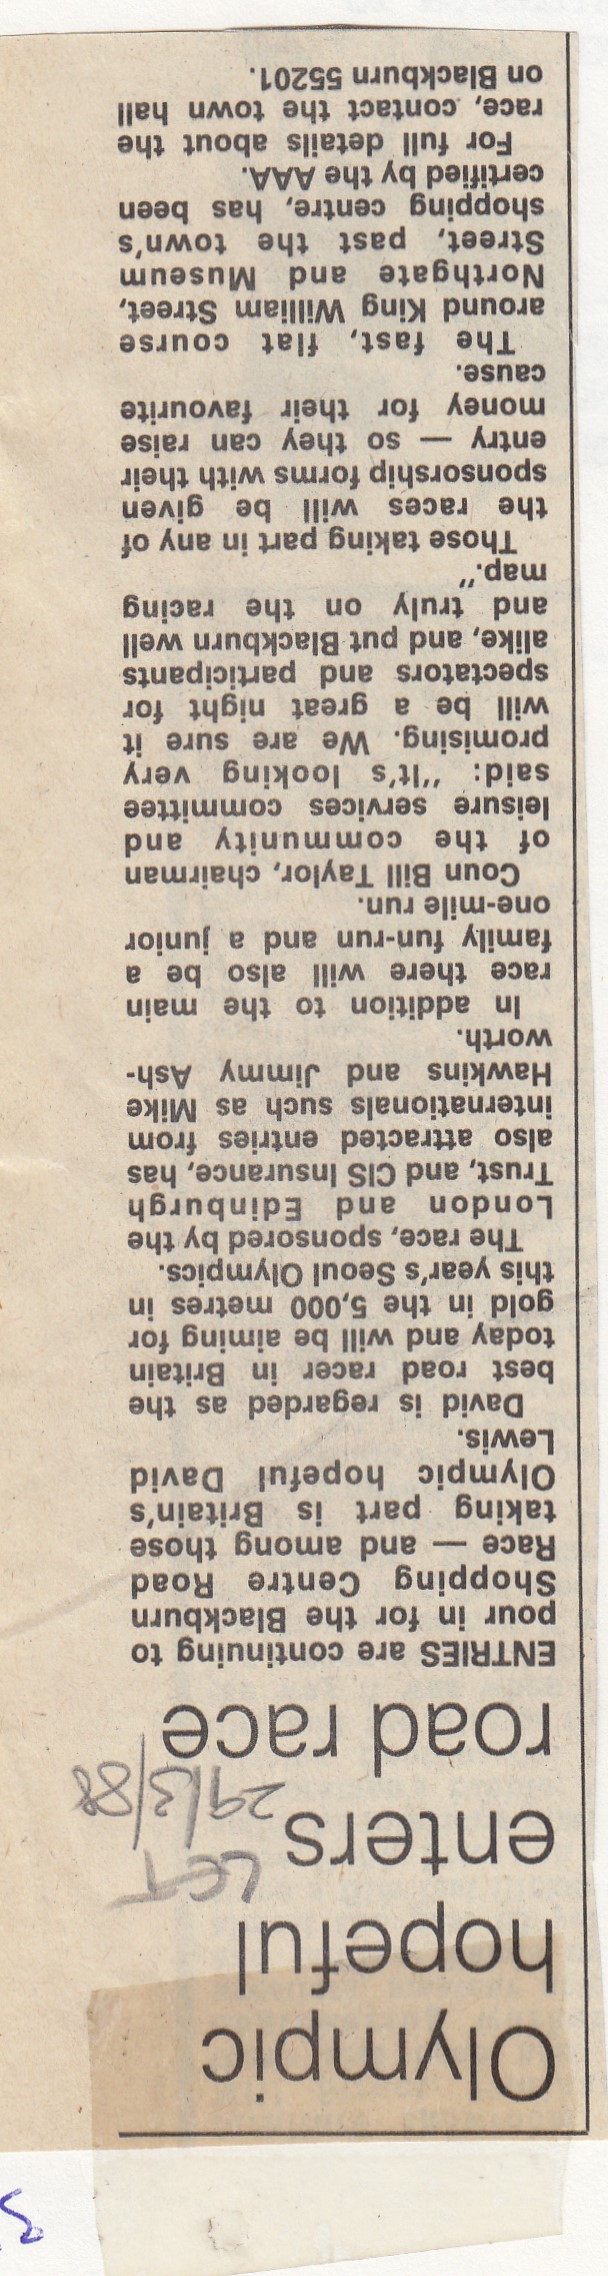 Olympic
hopeful
LET
enters
29/3/88
road race
ENTRIES are continuing to
pour in for the Blackburn
Shopping Centre Road
Race — and among those
taking part is Britain's
Olympic hopeful David
Lewis.
David is regarded as the
best road racer in Britain
today and will be aiming for
gold in the 5,000 metres in
this year's Seoul Olympics.
The race, sponsored by the
London and Edinburgh
Trust, and CIS Insurance, has
also attracted entries from
internationals such as Mike
Hawkins and Jimmy Ash-
worth.
In addition to the main
race there will also be a
family fun-run and a junior
one-mile run.
Coun Bill Taylor, chairman
of the community and
leisure services committee
said: "It's looking very
promising. We are sure it
will be a great night for
spectators and participants
alike, and put Blackburn well
and truly on the racing
map."
Those taking part in any of
the races will be given
sponsorship forms with their
entry — so they can raise
money for their favourite
cause.
The fast, flat course
around King William Street,
Northgate and Museum
Street, past the town's
shopping centre, has been
certified by the AAA.
For full details about the
race, contact the town hall
on Blackburn 55201.